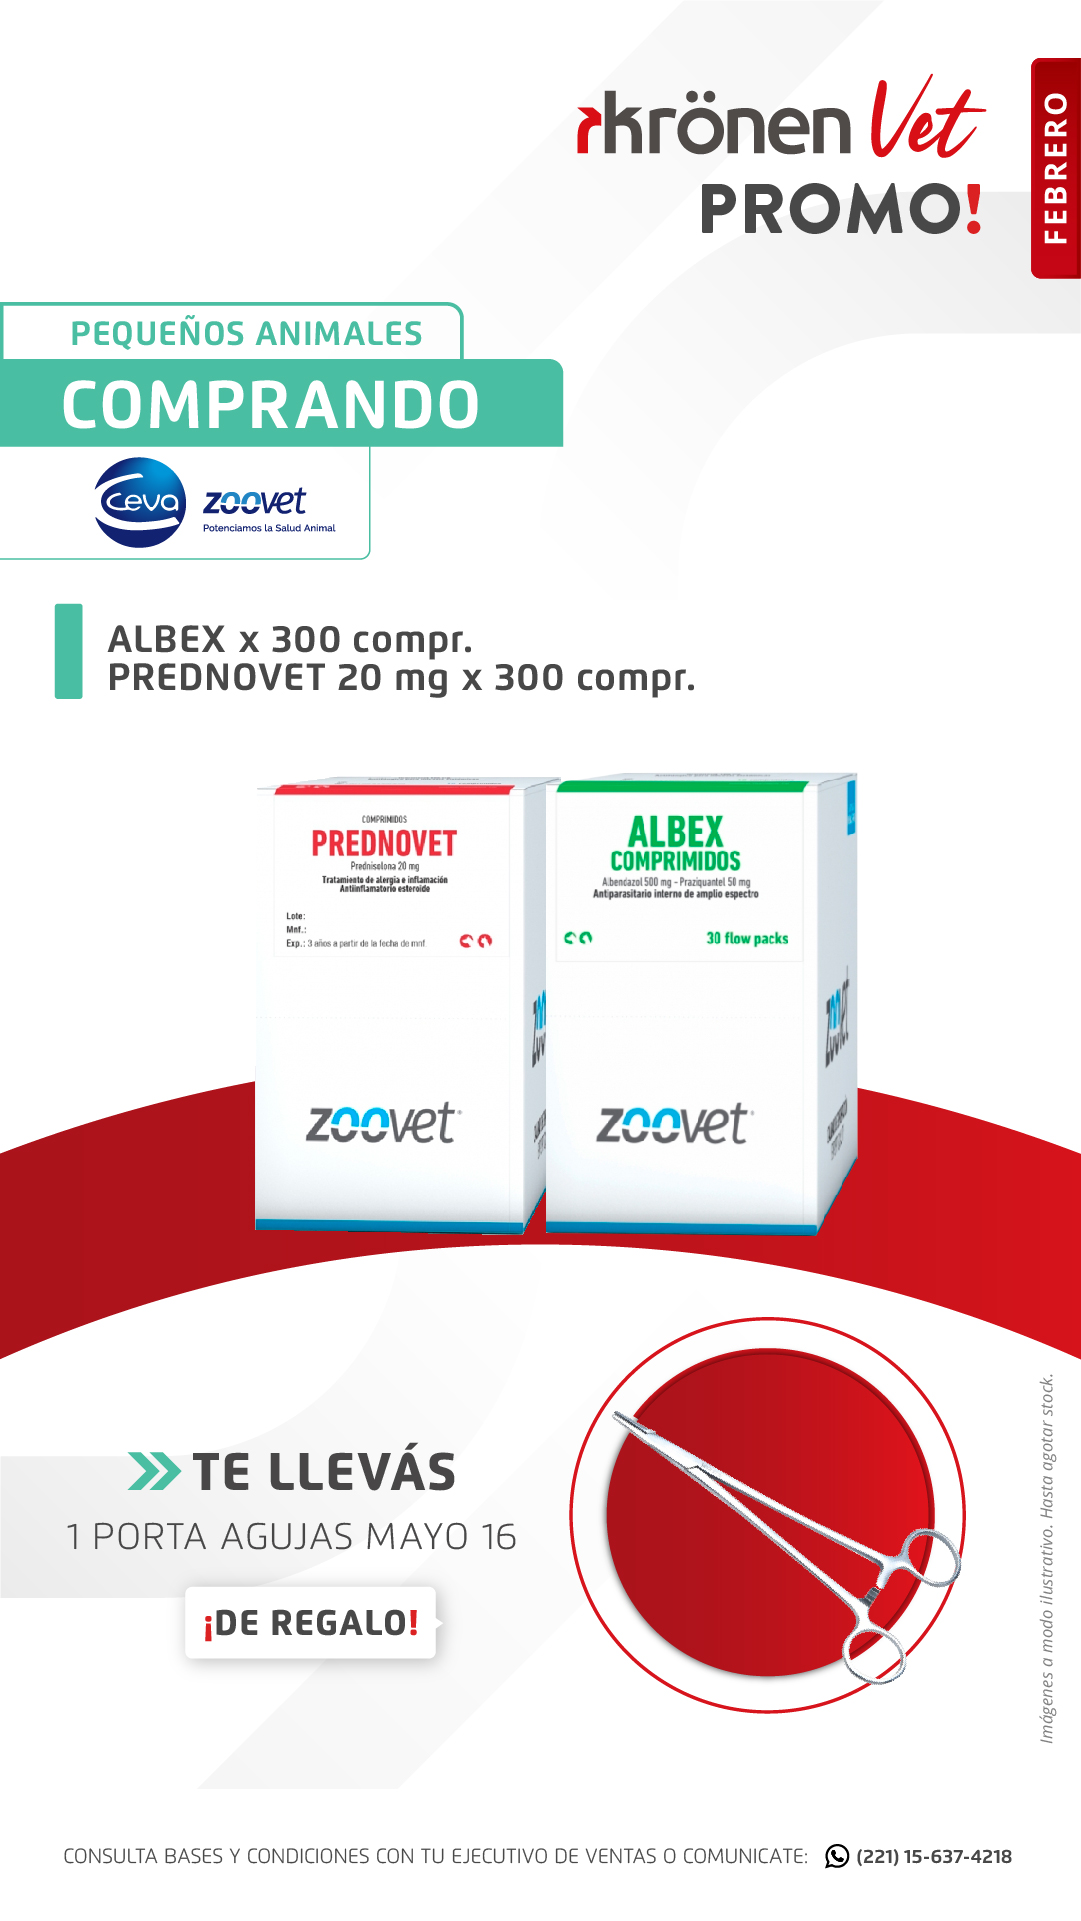 krönen Vet
PROMO!
FEBRERO
PEQUEÑOS ANIMALES
COMPRANDO
ceva
zoovet
Potenciamos la Salud Animal
ALBEX x 300 compr.
PREDNOVET 20 mg x 300 compr.
COMPRIMIDOS
PREDNOVET
Prednisolona 20 mg
Tratamiento de alergia e inflamación
Antiinflamatorio esteroide
Lote:
Mnf.:
Exp.: 3 años a partir de la fecha de mnf.
zoovet
zoovet
ALBEX
COMPRIMIDOS
Albendazol 500 mg - Praziquantel 50 mg
Antiparasitario interno de amplio espectro
30 flow packs
zoovet
zoovet
TE LLEVÁS
1 PORTA AGUJAS MAYO 16
¡DE REGALO!
Imágenes a modo ilustrativo. Hasta agotar stock.
CONSULTA BASES Y CONDICIONES CON TU EJECUTIVO DE VENTAS O COMUNICATE: (221) 15-637-4218